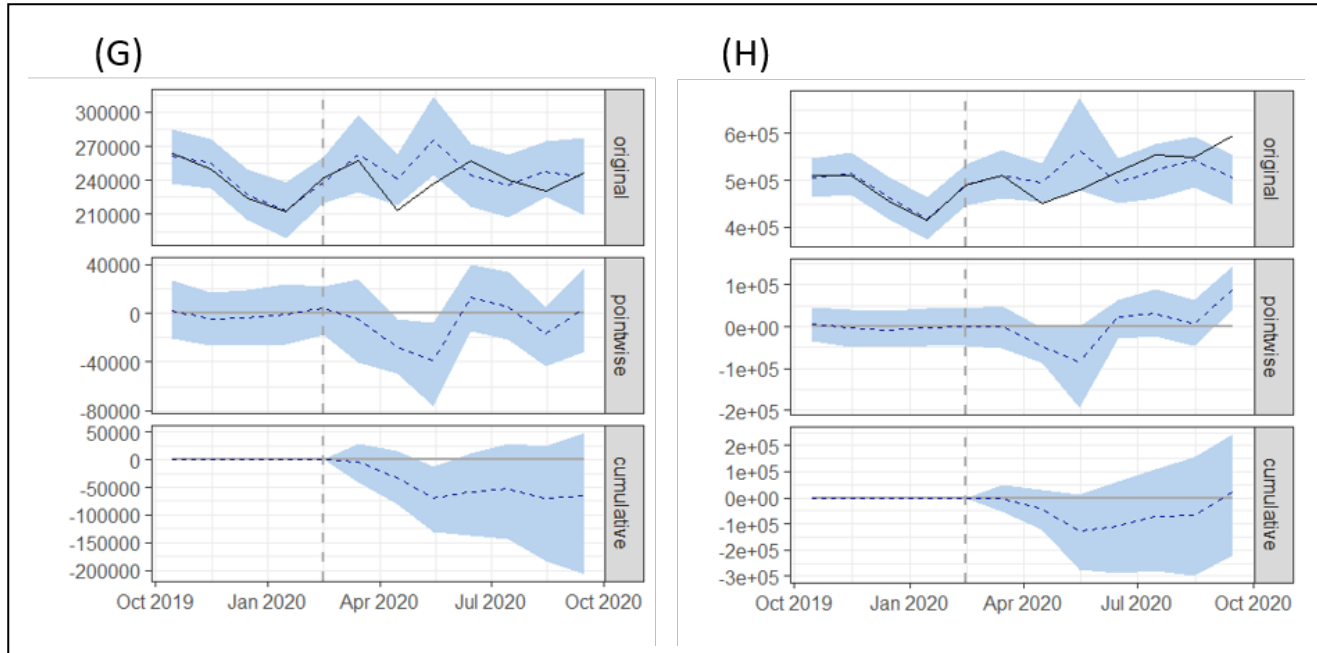 (G)
300000
270000
240000
210000
original
40000
0
-40000
-80000
pointwise
50000
0
-50000
-100000
-150000
-200000
cumulative
Oct 2019 Jan 2020 Apr 2020 Jul 2020 Oct 2020
(H)
6e+05
5e+05
4e+05
original
1e+05
0e+00
-1e+05
-2e+05
pointwise
2e+05
1e+05
0e+00
-1e+05
-2e+05
-3e+05
cumulative
Oct 2019 Jan 2020 Apr 2020 Jul 2020 Oct 2020